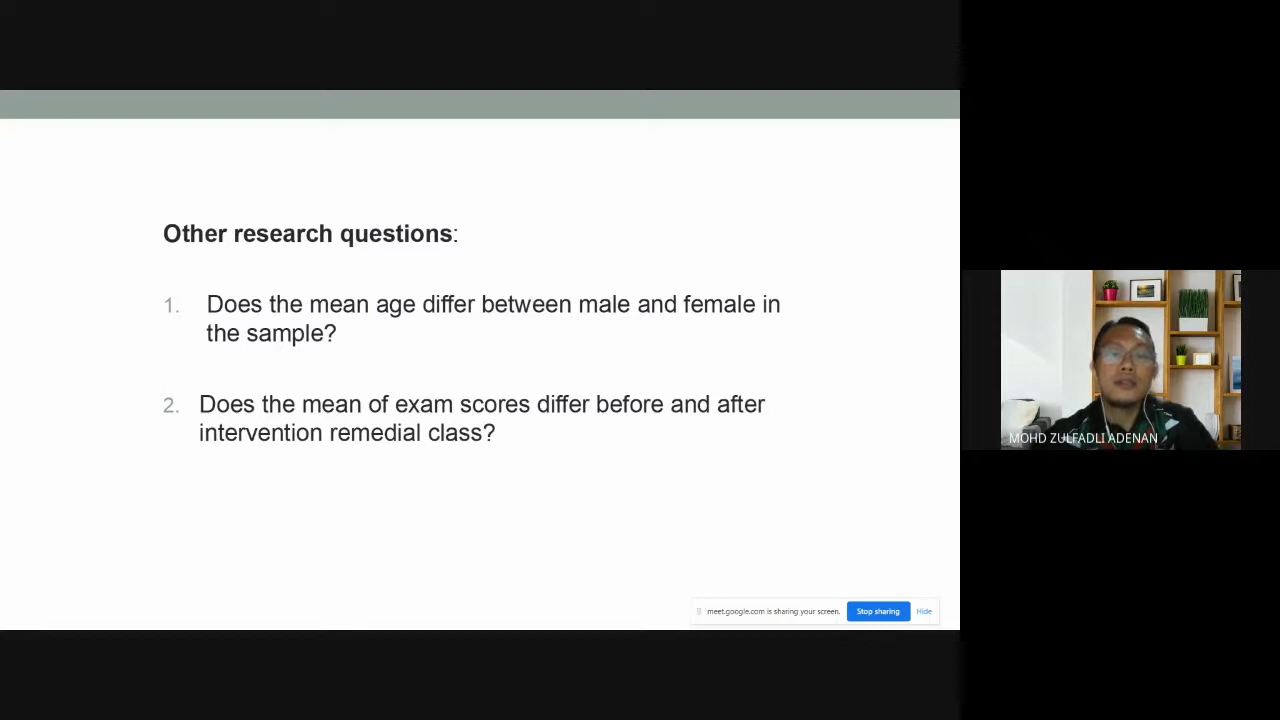 Other research questions:
1. Does the mean age differ between male and female in
the sample?
2. Does the mean of exam scores differ before and after
intervention remedial class?
MOHD ZULFADLI ADENAN
meet.google.com is sharing your screen.
Stop sharing
Hide